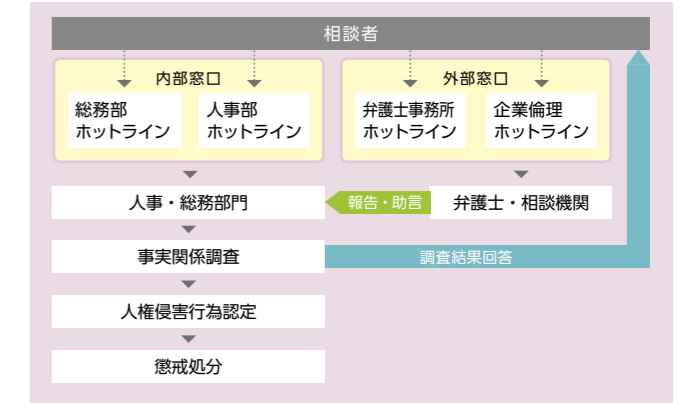 相談者
内部窓口
総務部
ホットライン
人事部
ホットライン
外部窓口
弁護士事務所
ホットライン
企業倫理
ホットライン
人事・総務部門
報告・助言
弁護士・相談機関
事実関係調査
調査結果回答
人権侵害行為認定
懲戒処分